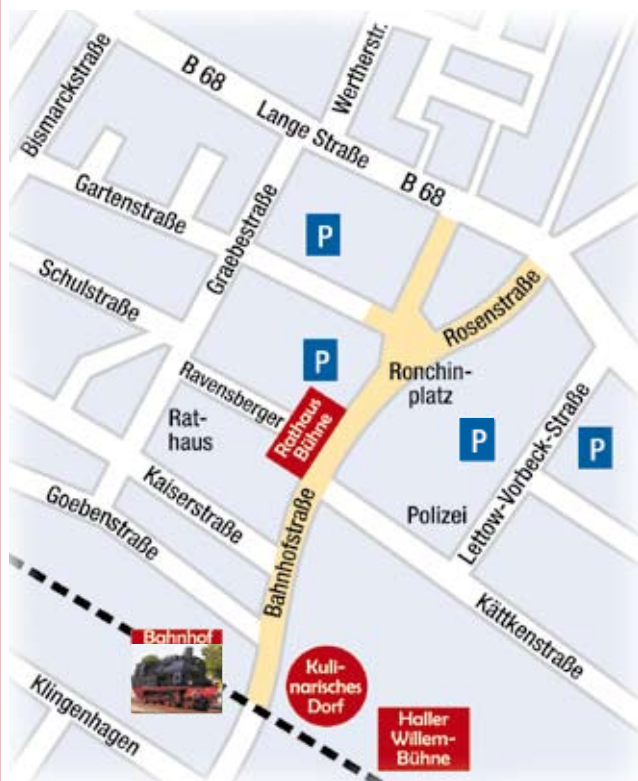 Bismarckstraße
B 68
Wertherstr.
Lange Straße
B 68
Gartenstraße
Graebestraße
P
Schulstraße
Rosenstraße
P
Ronchin-
platz
Ravensberger
Rathaus
Bühne
Rat-
haus
P
P
Lettow-Vorbeck-Straße
Kaiserstraße
Goebenstraße
Polizei
Bahnhofstraße
Kättkenstraße
Bahnhof
Kuli-
narisches
Dorf
Klingenhagen
Haller
Willem-
Bühne